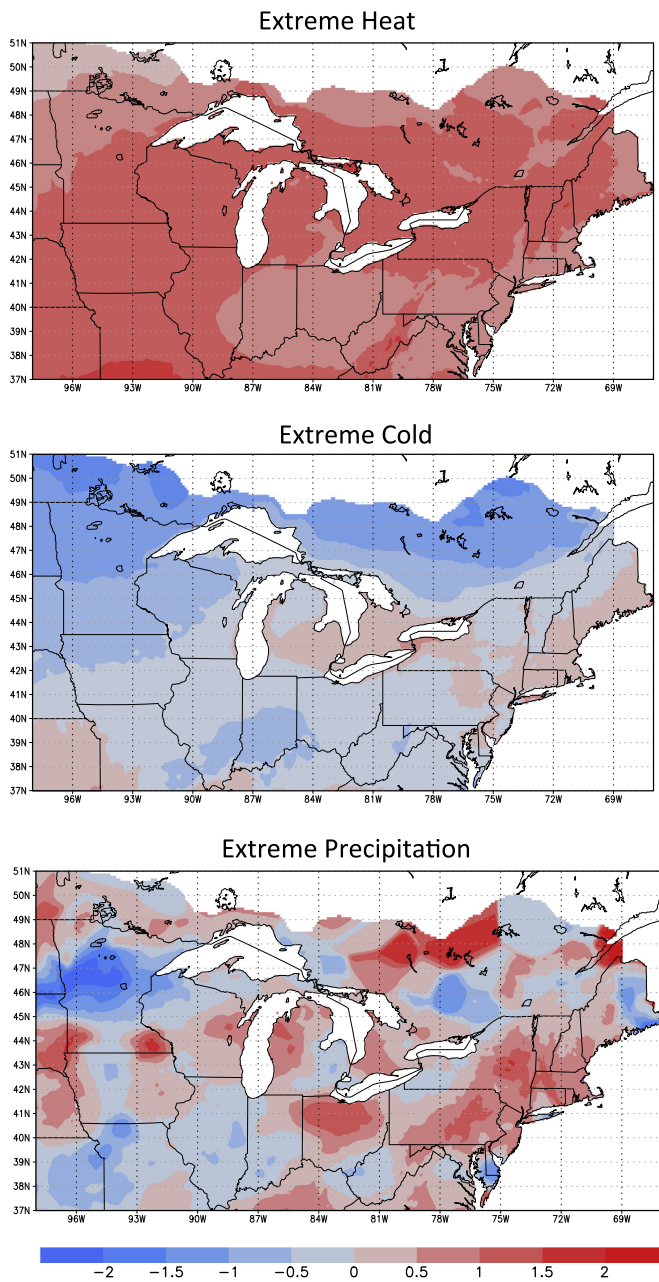 Extreme Heat
51N
50N
49N
48N
47N
46N
45N
44N
43N
42N
41N
40N
39N
38N
37N
96W 93W 90W 87W 84W 81W 78W 75W 72W 69W
Extreme Cold
51N
50N
49N
48N
47N
46N
45N
44N
43N
42N
41N
40N
39N
38N
37N
96W 93W 90W 87W 84W 81W 78W 75W 72W 69W
Extreme Precipitation
51N
50N
49N
48N
47N
46N
45N
44N
43N
42N
41N
40N
39N
38N
37N
96W 93W 90W 87W 84W 81W 78W 75W 72W 69W
−2 −1.5 −1 −0.5 0 0.5 1 1.5 2